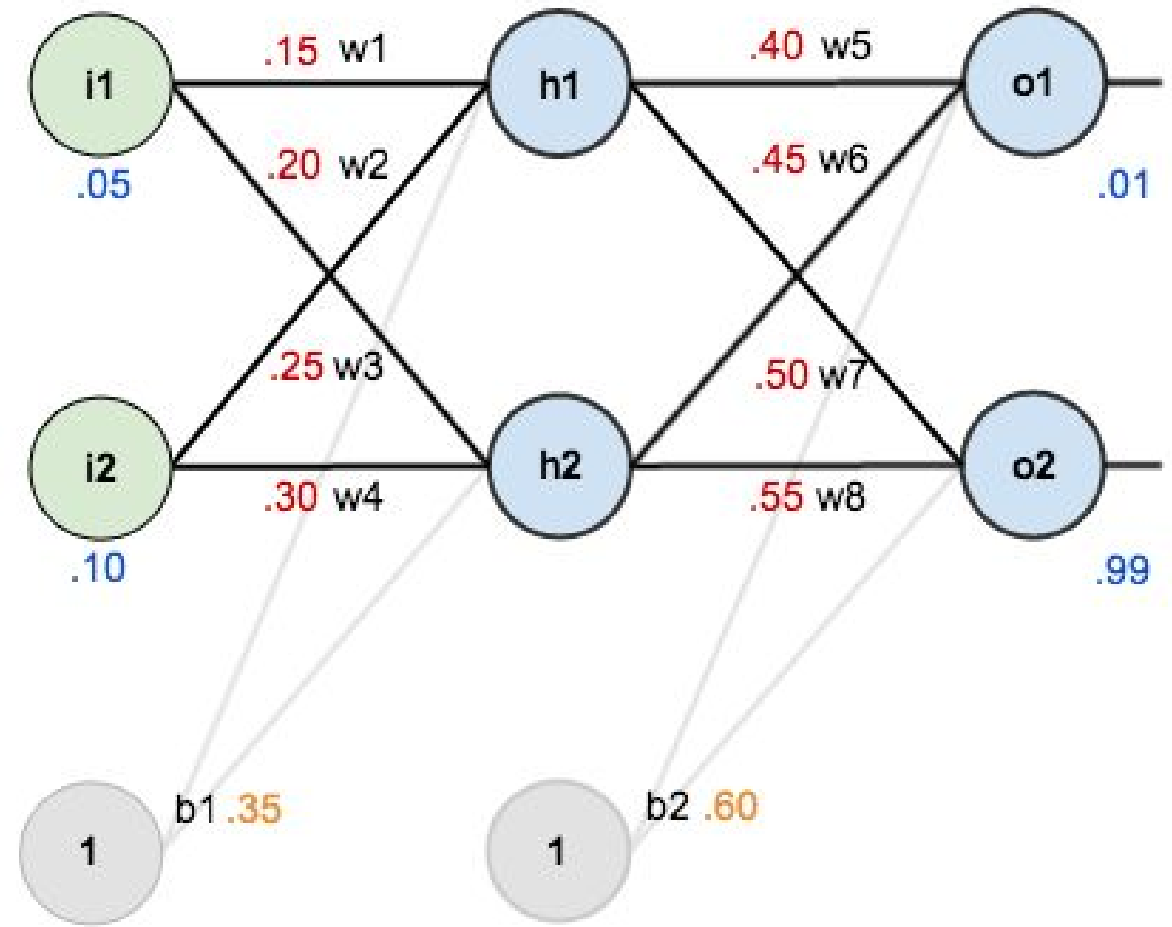 i1 .15 w1 h1 .40 w5 o1
.05 .20 w2 .45 w6 .01
.25 w3 .50 w7
i2 .30 w4 h2 .55 w8 o2
.10 .99
1 b1 .35 1 b2 .60